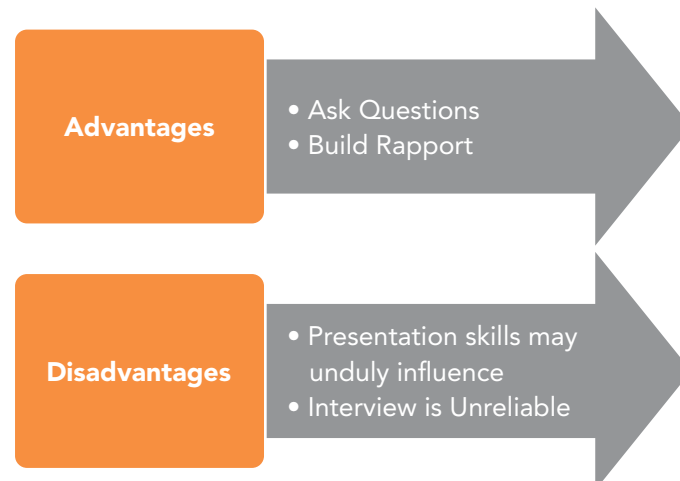 Advantages
• Ask Questions
• Build Rapport
Disadvantages
• Presentation skills may
unduly influence
• Interview is Unreliable